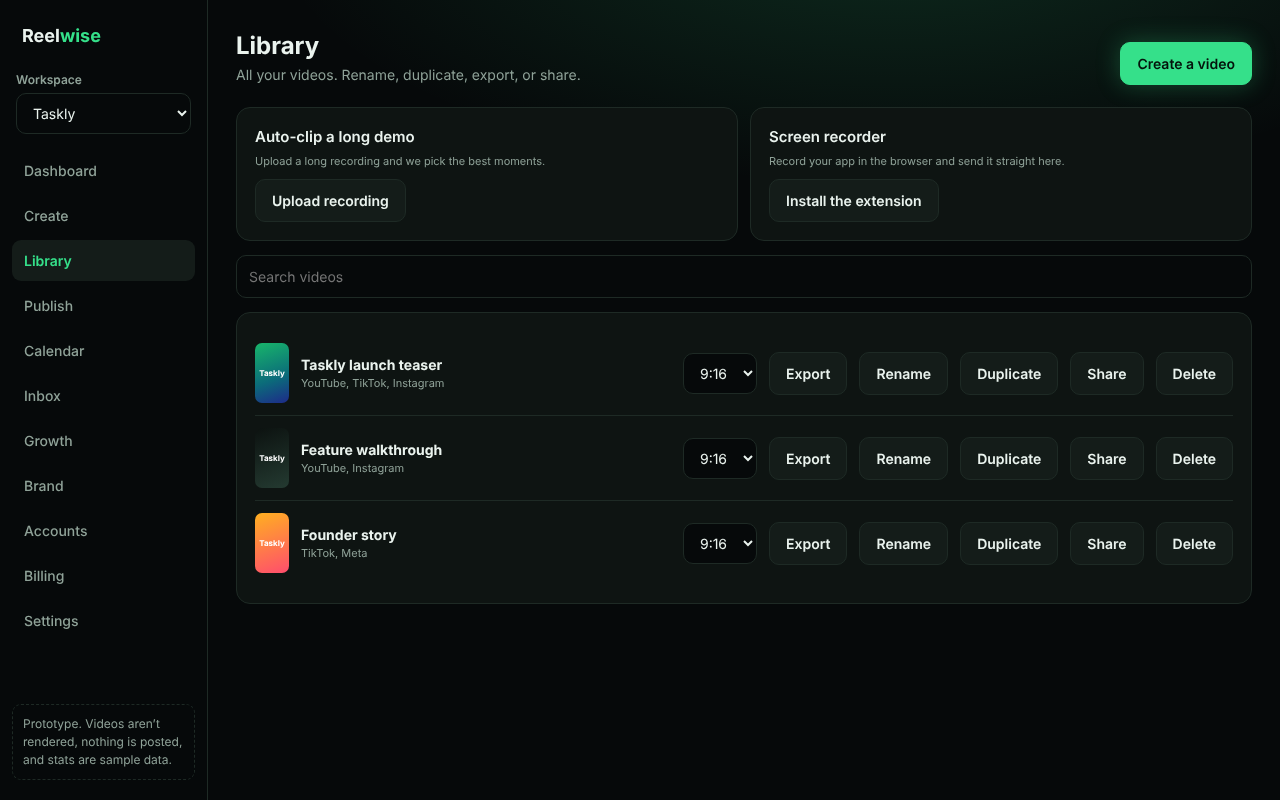 Reelwise
Workspace
Taskly
Dashboard
Create
Library
Publish
Calendar
Inbox
Growth
Brand
Accounts
Billing
Settings
Prototype. Videos aren't
rendered, nothing is posted,
and stats are sample data.
Library
All your videos. Rename, duplicate, export, or share.
Create a video
Auto-clip a long demo
Upload a long recording and we pick the best moments.
Upload recording
Screen recorder
Record your app in the browser and send it straight here.
Install the extension
Search videos
Taskly
Taskly launch teaser
YouTube, TikTok, Instagram
9:16 Export Rename Duplicate Share Delete
Taskly
Feature walkthrough
YouTube, Instagram
9:16 Export Rename Duplicate Share Delete
Taskly
Founder story
TikTok, Meta
9:16 Export Rename Duplicate Share Delete